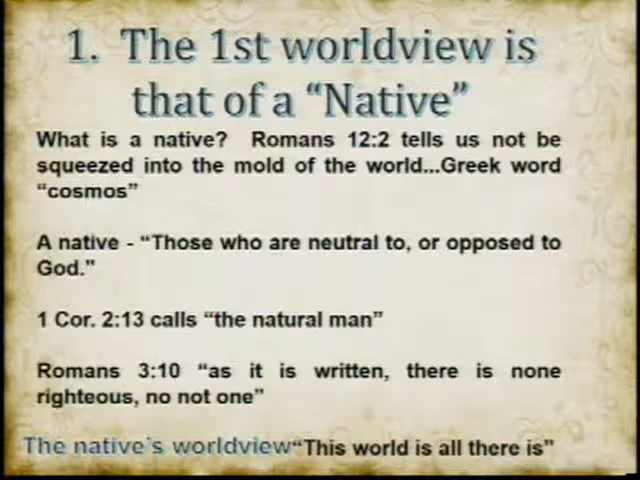 1. The 1st worldview is
that of a “Native”
What is a native? Romans 12:2 tells us not be
squeezed into the mold of the world...Greek word
“cosmos”
A native - “Those who are neutral to, or opposed to
God.”
1 Cor. 2:13 calls “the natural man”
Romans 3:10 “as it is written, there is none
righteous, no not one”
The native's worldview“This world is all there is”